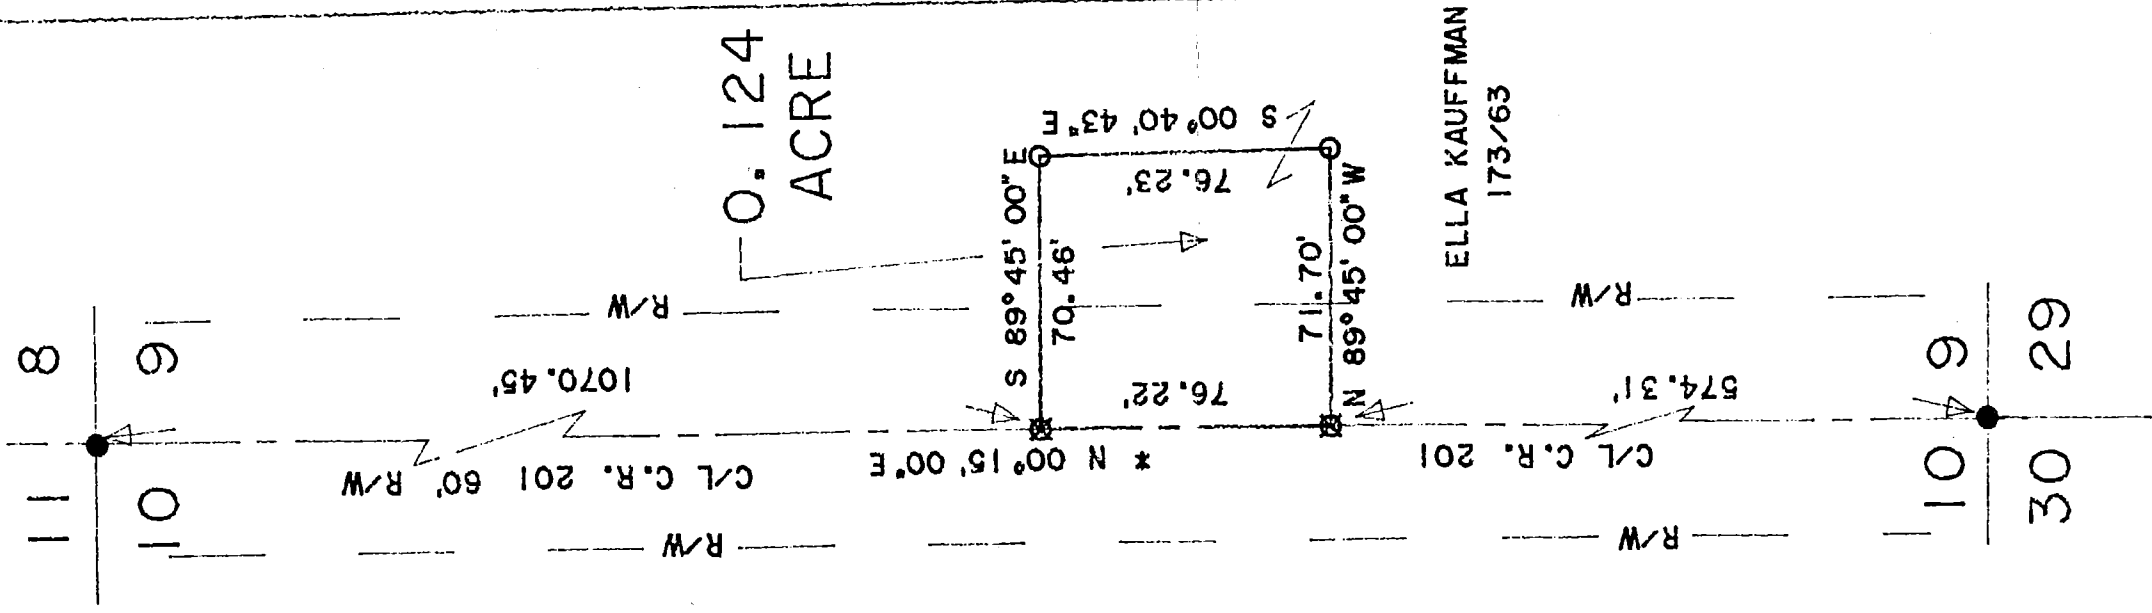 11 8
10 9
R/W
1070.45'
C/L C.R. 201 60' R/W
R/W
0.124
ACRE
S 89°45'00"E
70.46'
* N 00°15'00"E
76.22'
76.23'
S 00°40'43"E
71.70'
N 89°45'00"W
ELLA KAUFFMAN
173/63
R/W
574.31'
C/L C.R. 201
R/W
10 9
30 29